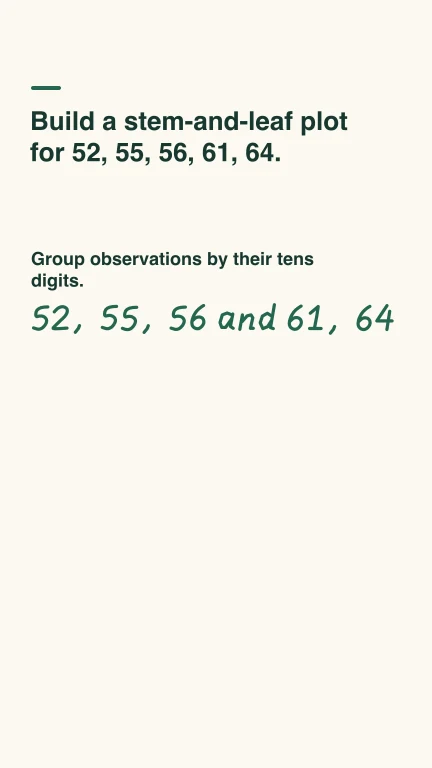 Build a stem-and-leaf plot
for 52, 55, 56, 61, 64.
Group observations by their tens
digits.
52, 55, 56 and 61, 64